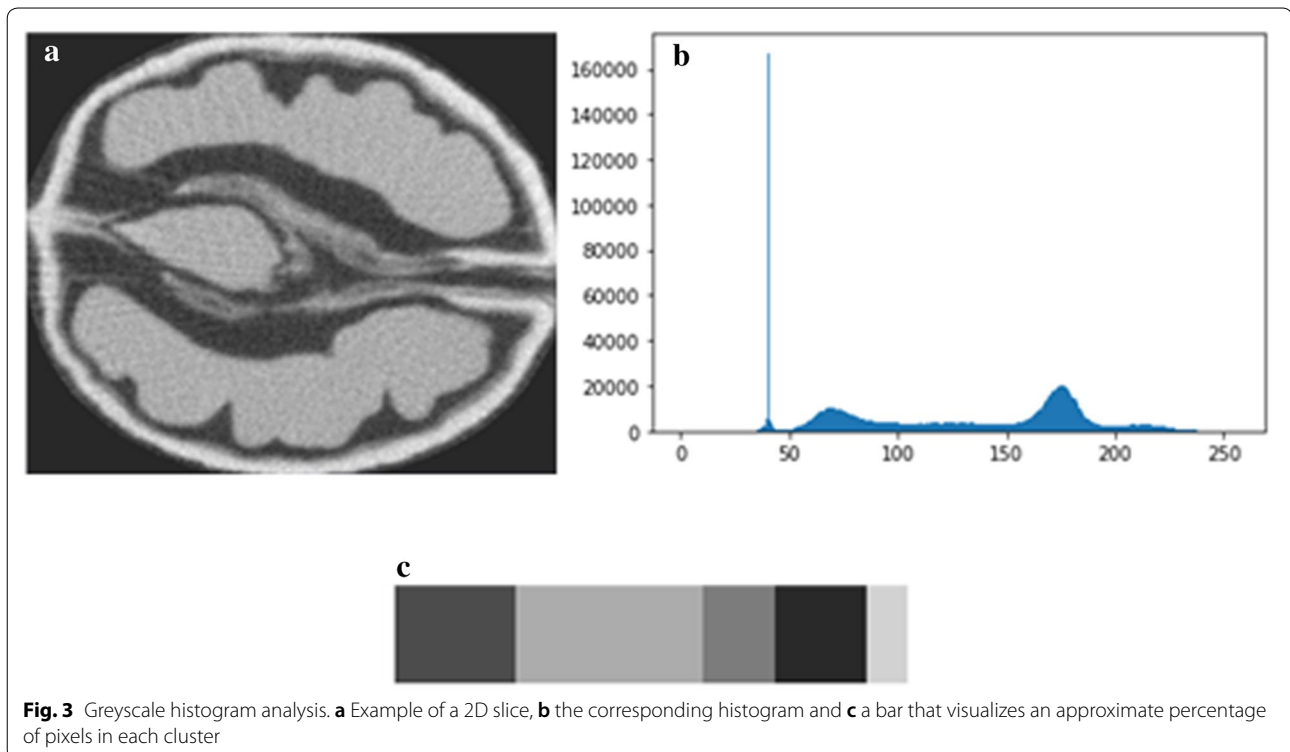 a
b
160000
140000
120000
100000
80000
60000
40000
20000
0
0 50 100 150 200 250
c
Fig. 3 Greyscale histogram analysis. a Example of a 2D slice, b the corresponding histogram and c a bar that visualizes an approximate percentage
of pixels in each cluster